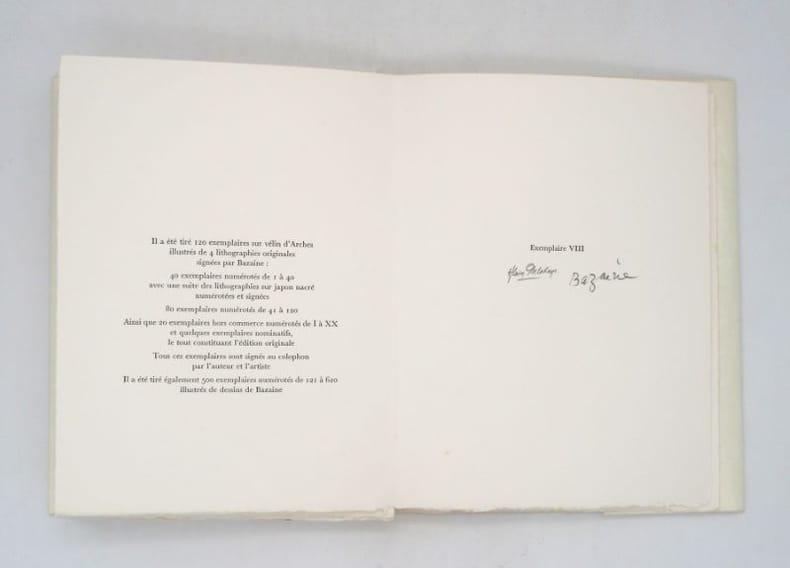 Il a été tiré 120 exemplaires sur vélin d'Arches
illustrés de 4 lithographies originales
signées par Bazaine :
40 exemplaires numérotés de 1 à 40
avec une suite des lithographies sur japon nacré
numérotées et signées
80 exemplaires numérotés de 41 à 120
Ainsi que 20 exemplaires hors commerce numérotés de I à XX
et quelques exemplaires nominatifs,
le tout constituant l'édition originale
Tous ces exemplaires sont signés au colophon
par l'auteur et l'artiste
Il a été tiré également 500 exemplaires numérotés de 121 à 620
illustrés de dessins de Bazaine
Exemplaire VIII
Bazaine